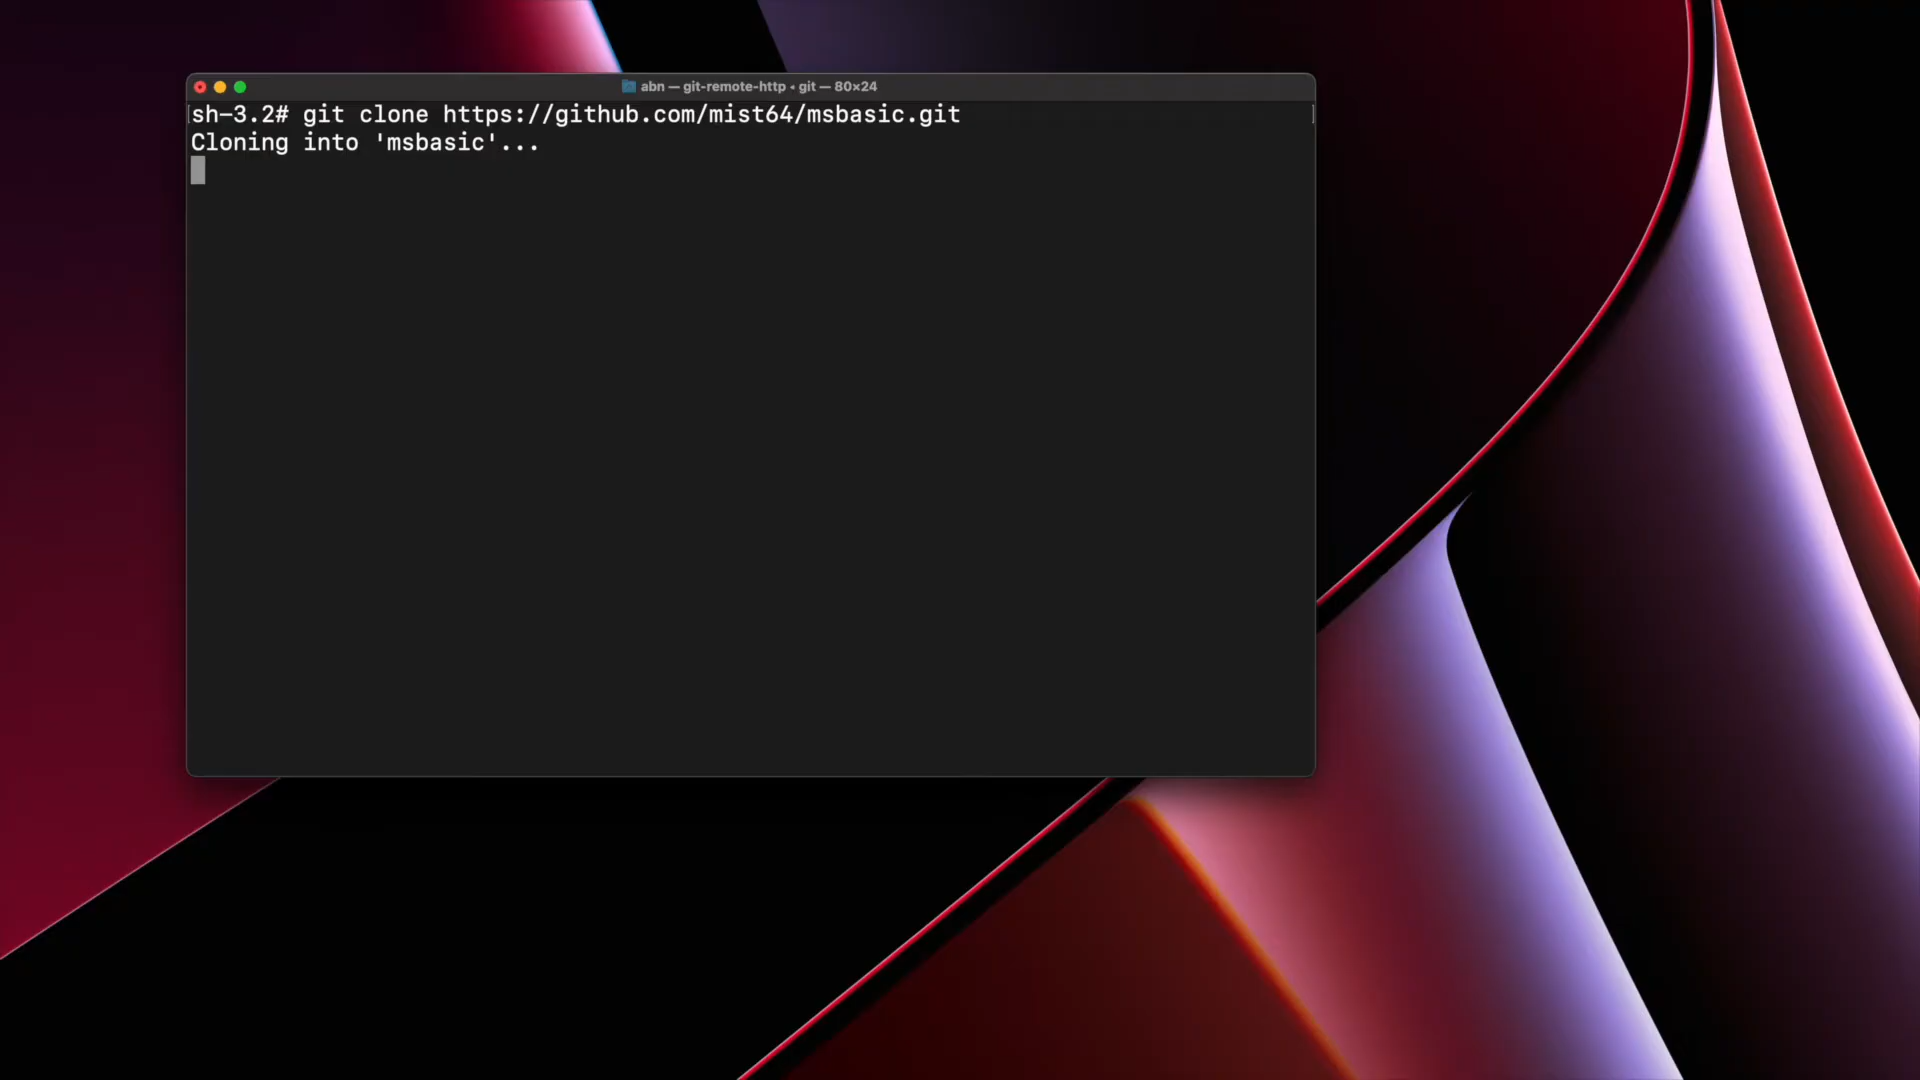 abn — git-remote-http • git — 80×24
sh-3.2# git clone https://github.com/mist64/msbasic.git
Cloning into 'msbasic'...